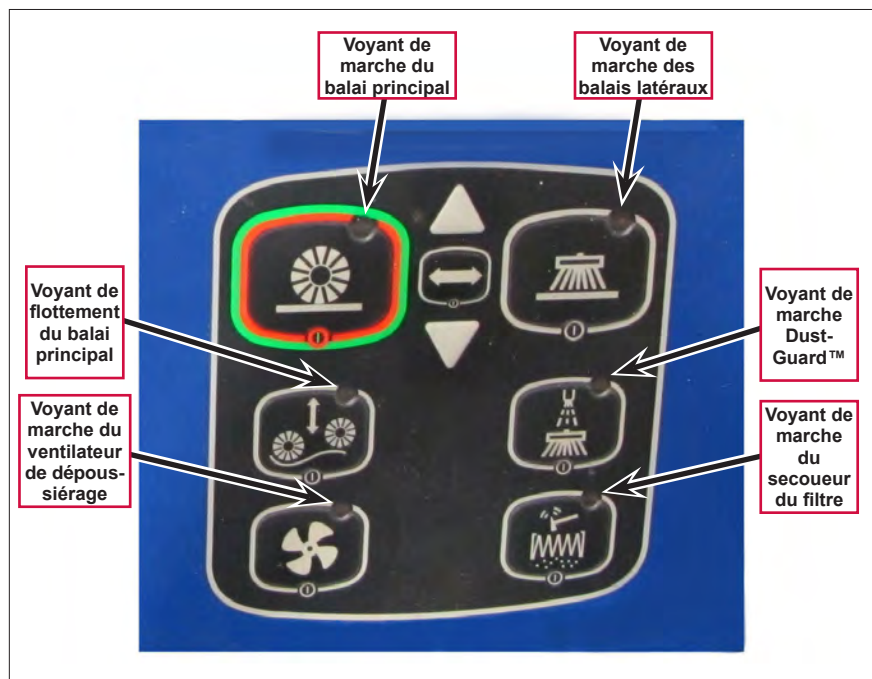 Voyant de
marche du
balai principal
Voyant de
marche des
balais latéraux
Voyant de
flottement
du balai
principal
Voyant de
marche
Dust-
Guard™
Voyant de
marche du
ventilateur
de dépous-
siérage
Voyant de
marche
du
secoueur
du filtre